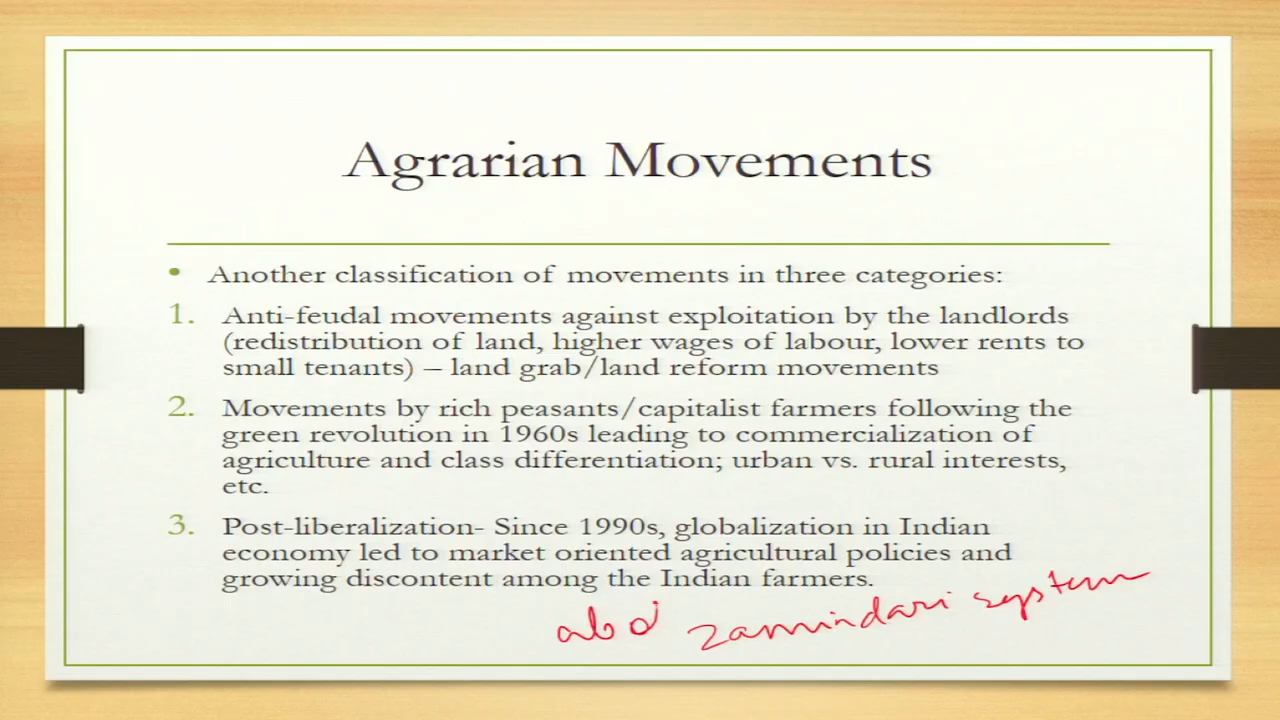 Agrarian Movements
• Another classification of movements in three categories:
1. Anti-feudal movements against exploitation by the landlords
(redistribution of land, higher wages of labour, lower rents to
small tenants) – land grab/land reform movements
2. Movements by rich peasants/capitalist farmers following the
green revolution in 1960s leading to commercialization of
agriculture and class differentiation; urban vs. rural interests,
etc.
3. Post-liberalization- Since 1990s, globalization in Indian
economy led to market oriented agricultural policies and
growing discontent among the Indian farmers.
zamindari system